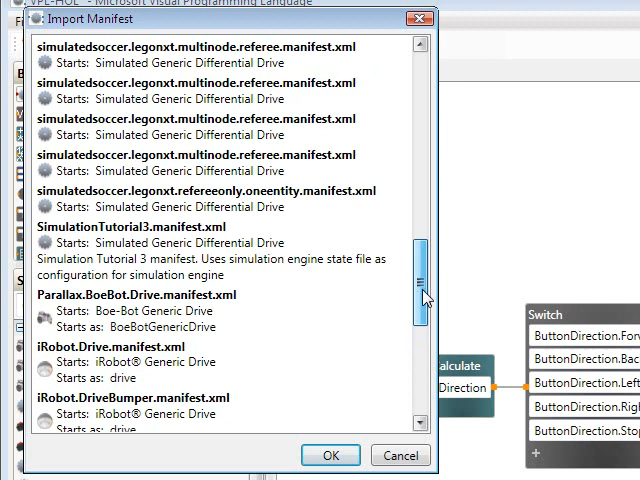 VPL-HOL - Microsoft Visual Programming Language
Import Manifest
simulatedsoccer.legonxt.multinode.referee.manifest.xml
Starts: Simulated Generic Differential Drive
simulatedsoccer.legonxt.multinode.referee.manifest.xml
Starts: Simulated Generic Differential Drive
simulatedsoccer.legonxt.multinode.referee.manifest.xml
Starts: Simulated Generic Differential Drive
simulatedsoccer.legonxt.multinode.referee.manifest.xml
Starts: Simulated Generic Differential Drive
simulatedsoccer.legonxt.refereeonly.oneentity.manifest.xml
Starts: Simulated Generic Differential Drive
SimulationTutorial3.manifest.xml
Starts: Simulated Generic Differential Drive
Simulation Tutorial 3 manifest. Uses simulation engine state file as
configuration for simulation engine
Parallax.BoeBot.Drive.manifest.xml
Starts: Boe-Bot Generic Drive
Starts as: BoeBotGenericDrive
iRobot.Drive.manifest.xml
Starts: iRobot® Generic Drive
Starts as: drive
iRobot.DriveBumper.manifest.xml
Starts: iRobot® Generic Drive
Starts as: drive
OK
Cancel
alculate
Direction
Switch
ButtonDirection.For
ButtonDirection.Bac
ButtonDirection.Left
ButtonDirection.Righ
ButtonDirection.Stop
+